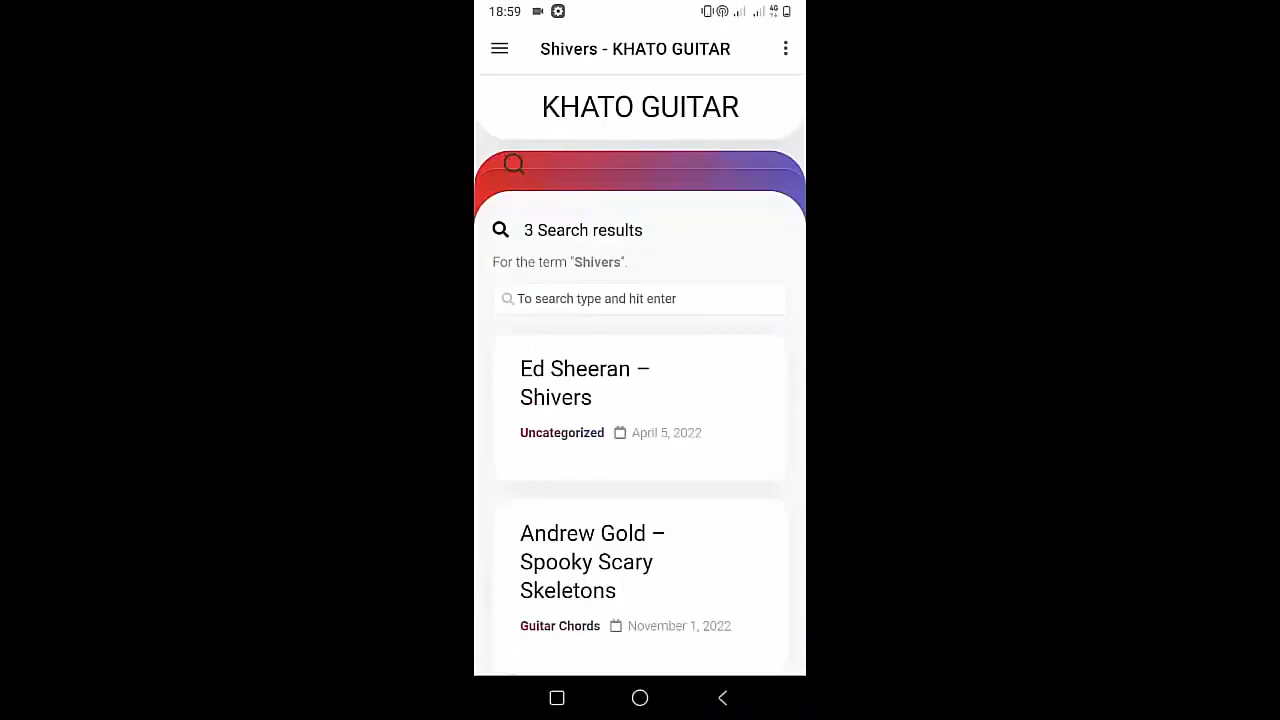 18:59
4G
Shivers - KHATO GUITAR
KHATO GUITAR
3 Search results
For the term "Shivers".
To search type and hit enter
Ed Sheeran –
Shivers
Uncategorized April 5, 2022
Andrew Gold –
Spooky Scary
Skeletons
Guitar Chords November 1, 2022